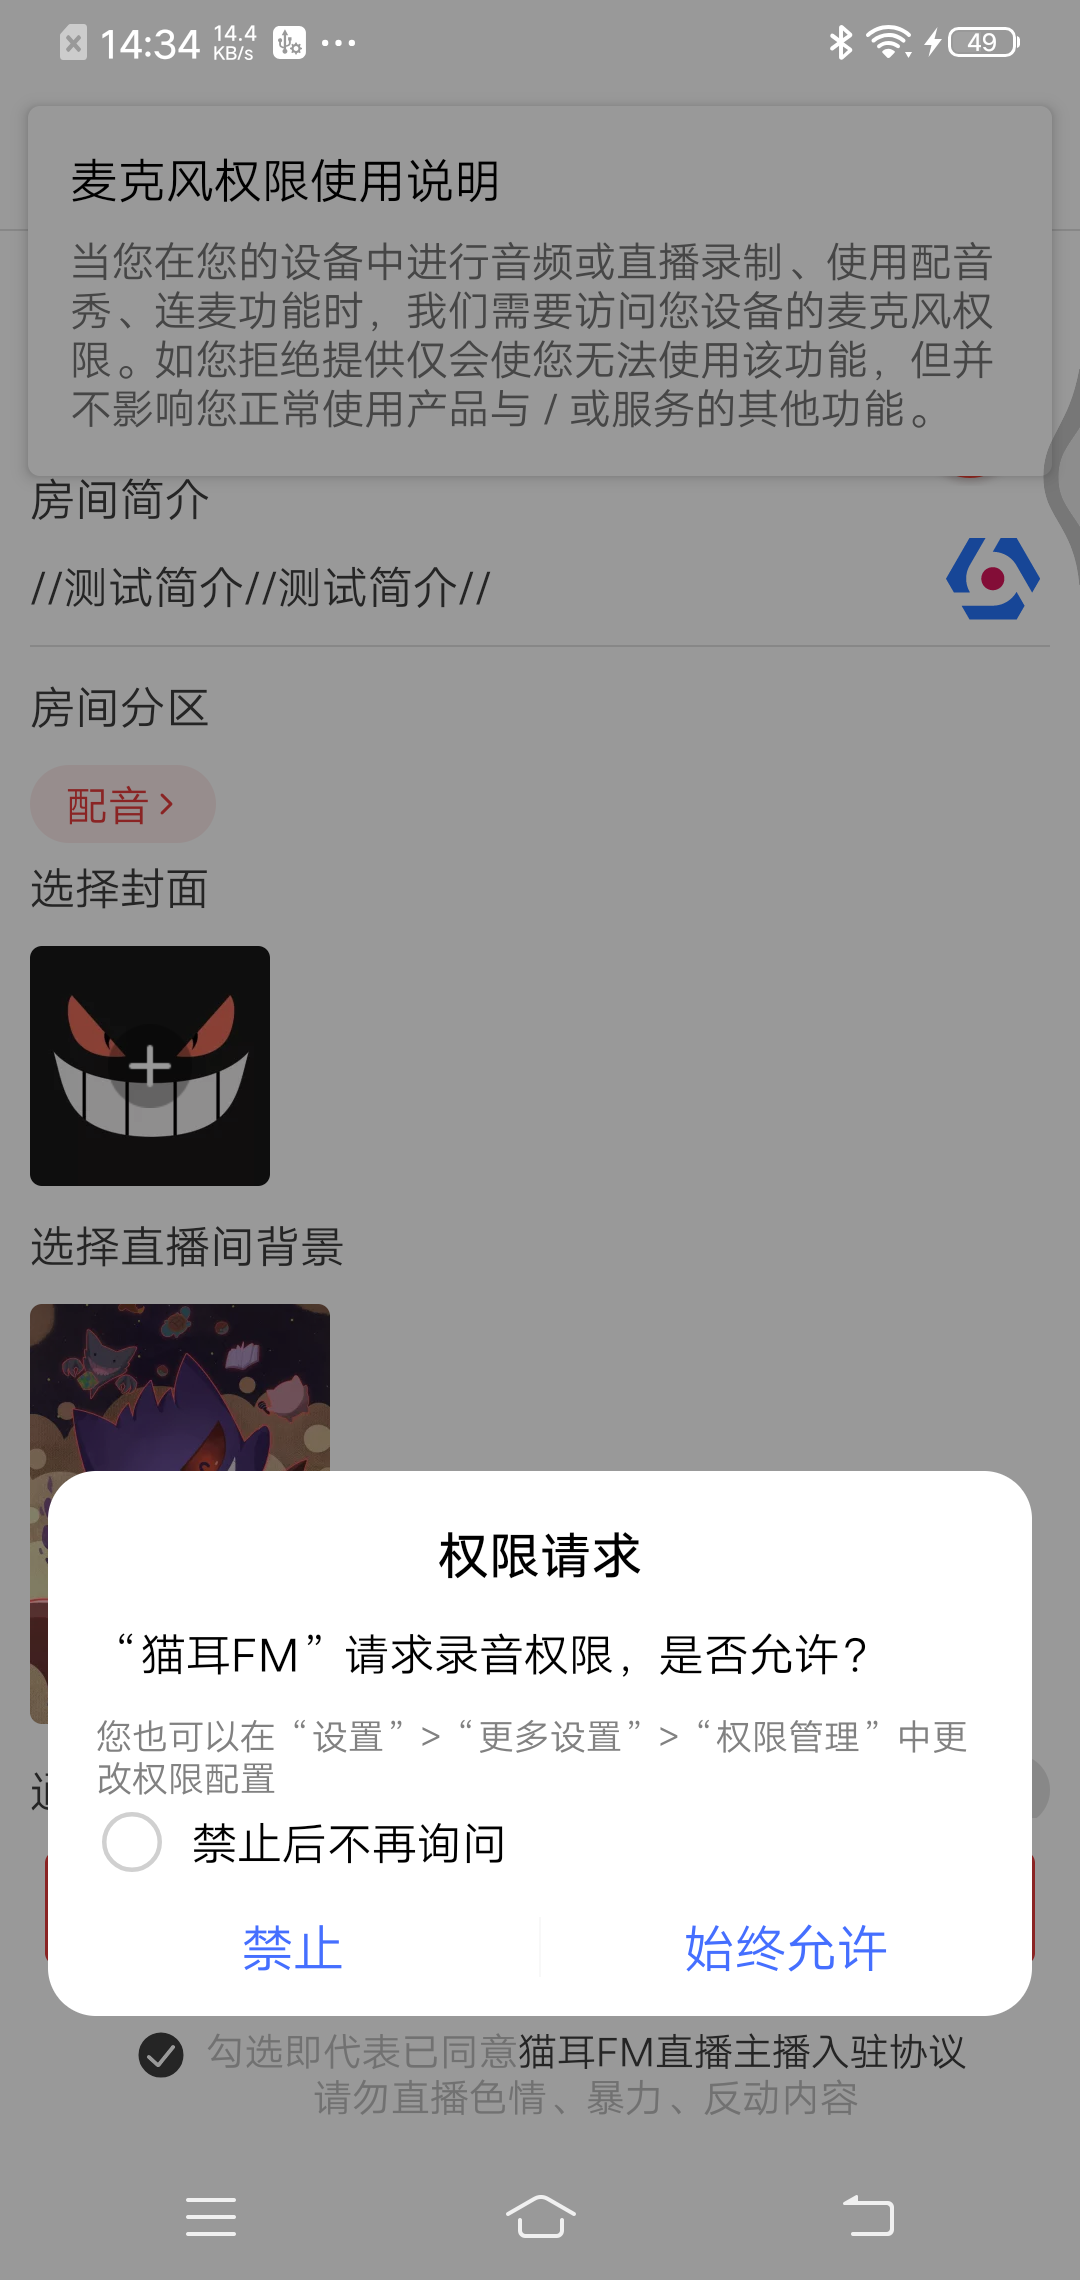 14:34
14.4
KB/s
49
麦克风权限使用说明
当您在您的设备中进行音频或直播录制、使用配音
秀、连麦功能时，我们需要访问您设备的麦克风权
限。如您拒绝提供仅会使您无法使用该功能，但并
不影响您正常使用产品与 / 或服务的其他功能。
房间简介
//测试简介//测试简介//
房间分区
配音
选择封面
选择直播间背景
权限请求
“猫耳FM”请求录音权限，是否允许？
您也可以在“设置”>“更多设置”>“权限管理”中更
改权限配置
禁止后不再询问
禁止
始终允许
勾选即代表已同意猫耳FM直播主播入驻协议
请勿直播色情、暴力、反动内容